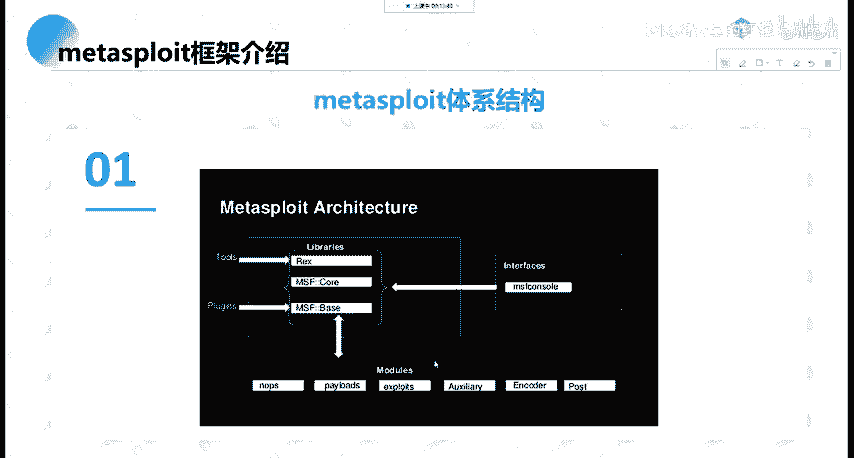 metasploit框架介绍
metasploit体系结构
01
Metasploit Architecture
Libraries
Tools
Rex
Interfaces
MSF::Core
msfconsole
Plugins
MSF::Base
Modules
nops
payloads
exploits
Auxiliary
Encoder
Post